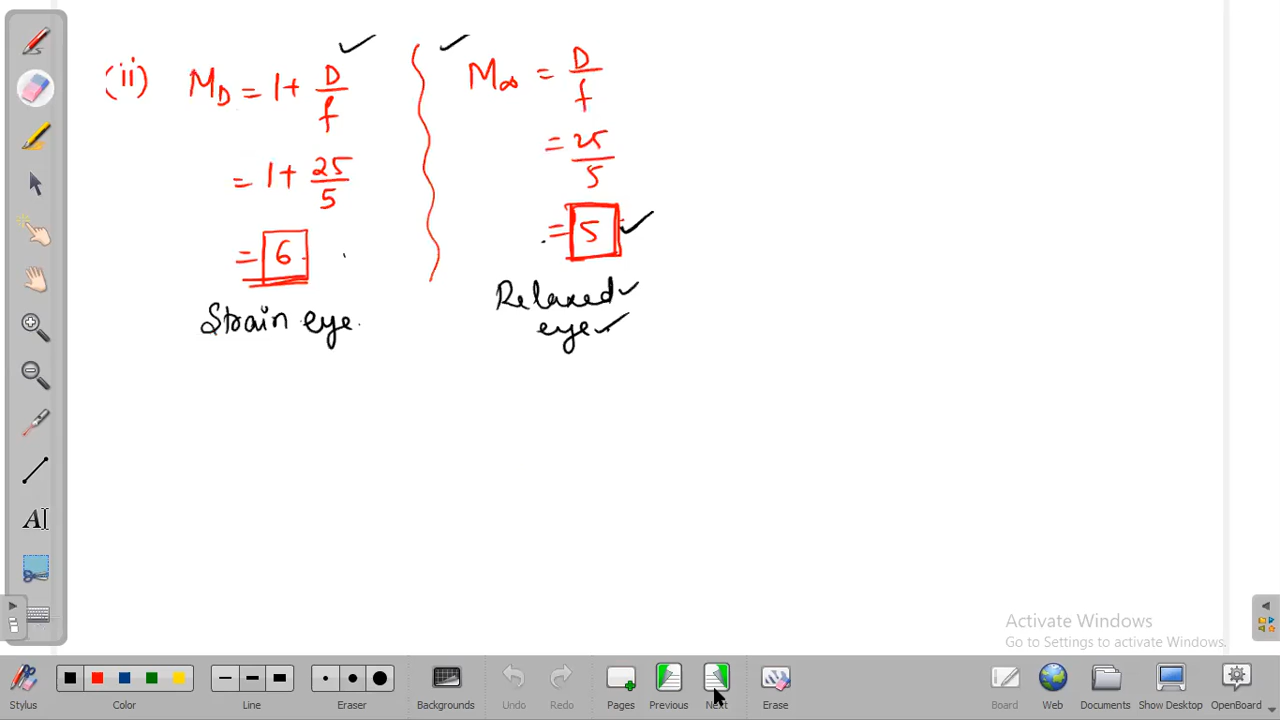 (ii) M_D = 1 + D/f
= 1 + 25/5
= 6
Strain eye.
M_∞ = D/f
= 25/5
= 5
Relaxed
eye
AI
Activate Windows
Go to Settings to activate Windows.
Stylus
Color
Line
Eraser
Backgrounds
Undo
Redo
Pages
Previous
Next
Erase
Board
Web
Documents
Show Desktop
OpenBoard